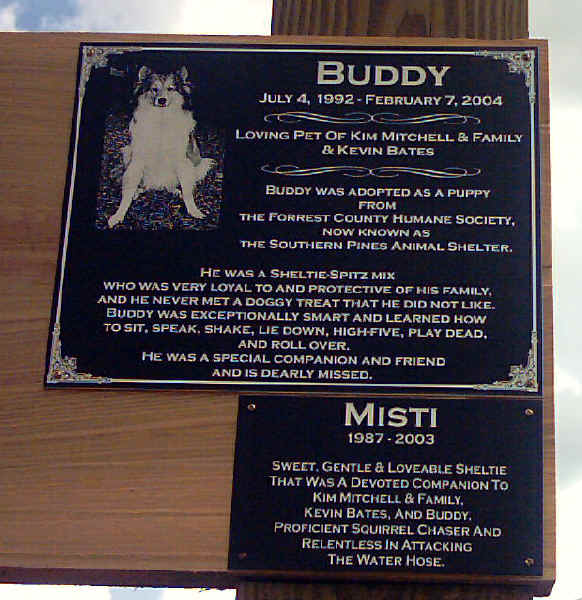 BUDDY
JULY 4, 1992 - FEBRUARY 7, 2004
LOVING PET OF KIM MITCHELL & FAMILY
& KEVIN BATES
BUDDY WAS ADOPTED AS A PUPPY
FROM
THE FORREST COUNTY HUMANE SOCIETY,
NOW KNOWN AS
THE SOUTHERN PINES ANIMAL SHELTER.
HE WAS A SHELTIE-SPITZ MIX
WHO WAS VERY LOYAL TO AND PROTECTIVE OF HIS FAMILY,
AND HE NEVER MET A DOGGY TREAT THAT HE DID NOT LIKE.
BUDDY WAS EXCEPTIONALLY SMART AND LEARNED HOW
TO SIT, SPEAK, SHAKE, LIE DOWN, HIGH-FIVE, PLAY DEAD,
AND ROLL OVER.
HE WAS A SPECIAL COMPANION AND FRIEND
AND IS DEARLY MISSED.
MISTI
1987 - 2003
SWEET, GENTLE & LOVEABLE SHELTIE
THAT WAS A DEVOTED COMPANION TO
KIM MITCHELL & FAMILY,
KEVIN BATES, AND BUDDY.
PROFICIENT SQUIRREL CHASER AND
RELENTLESS IN ATTACKING
THE WATER HOSE.